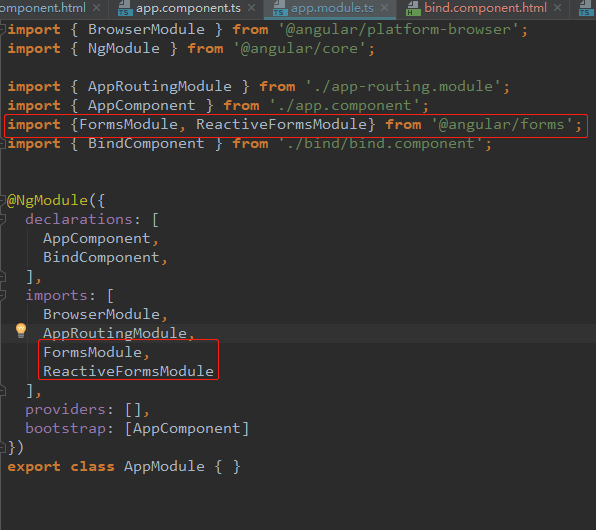 omponent.html × app.component.ts × app.module.ts × bind.component.html ×
import { BrowserModule } from '@angular/platform-browser';
import { NgModule } from '@angular/core';
import { AppRoutingModule } from './app-routing.module';
import { AppComponent } from './app.component';
import {FormsModule, ReactiveFormsModule} from '@angular/forms';
import { BindComponent } from './bind/bind.component';
@NgModule({
declarations: [
AppComponent,
BindComponent,
],
imports: [
BrowserModule,
AppRoutingModule,
FormsModule,
ReactiveFormsModule
],
providers: [],
bootstrap: [AppComponent]
})
export class AppModule { }